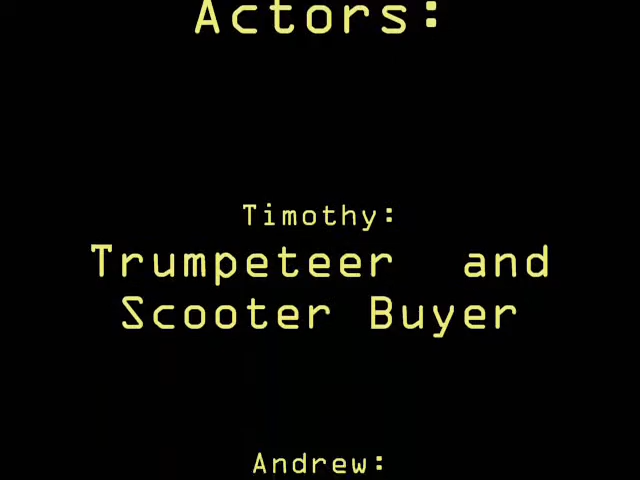 Actors:
Timothy:
Trumpeteer and
Scooter Buyer
Andrew: